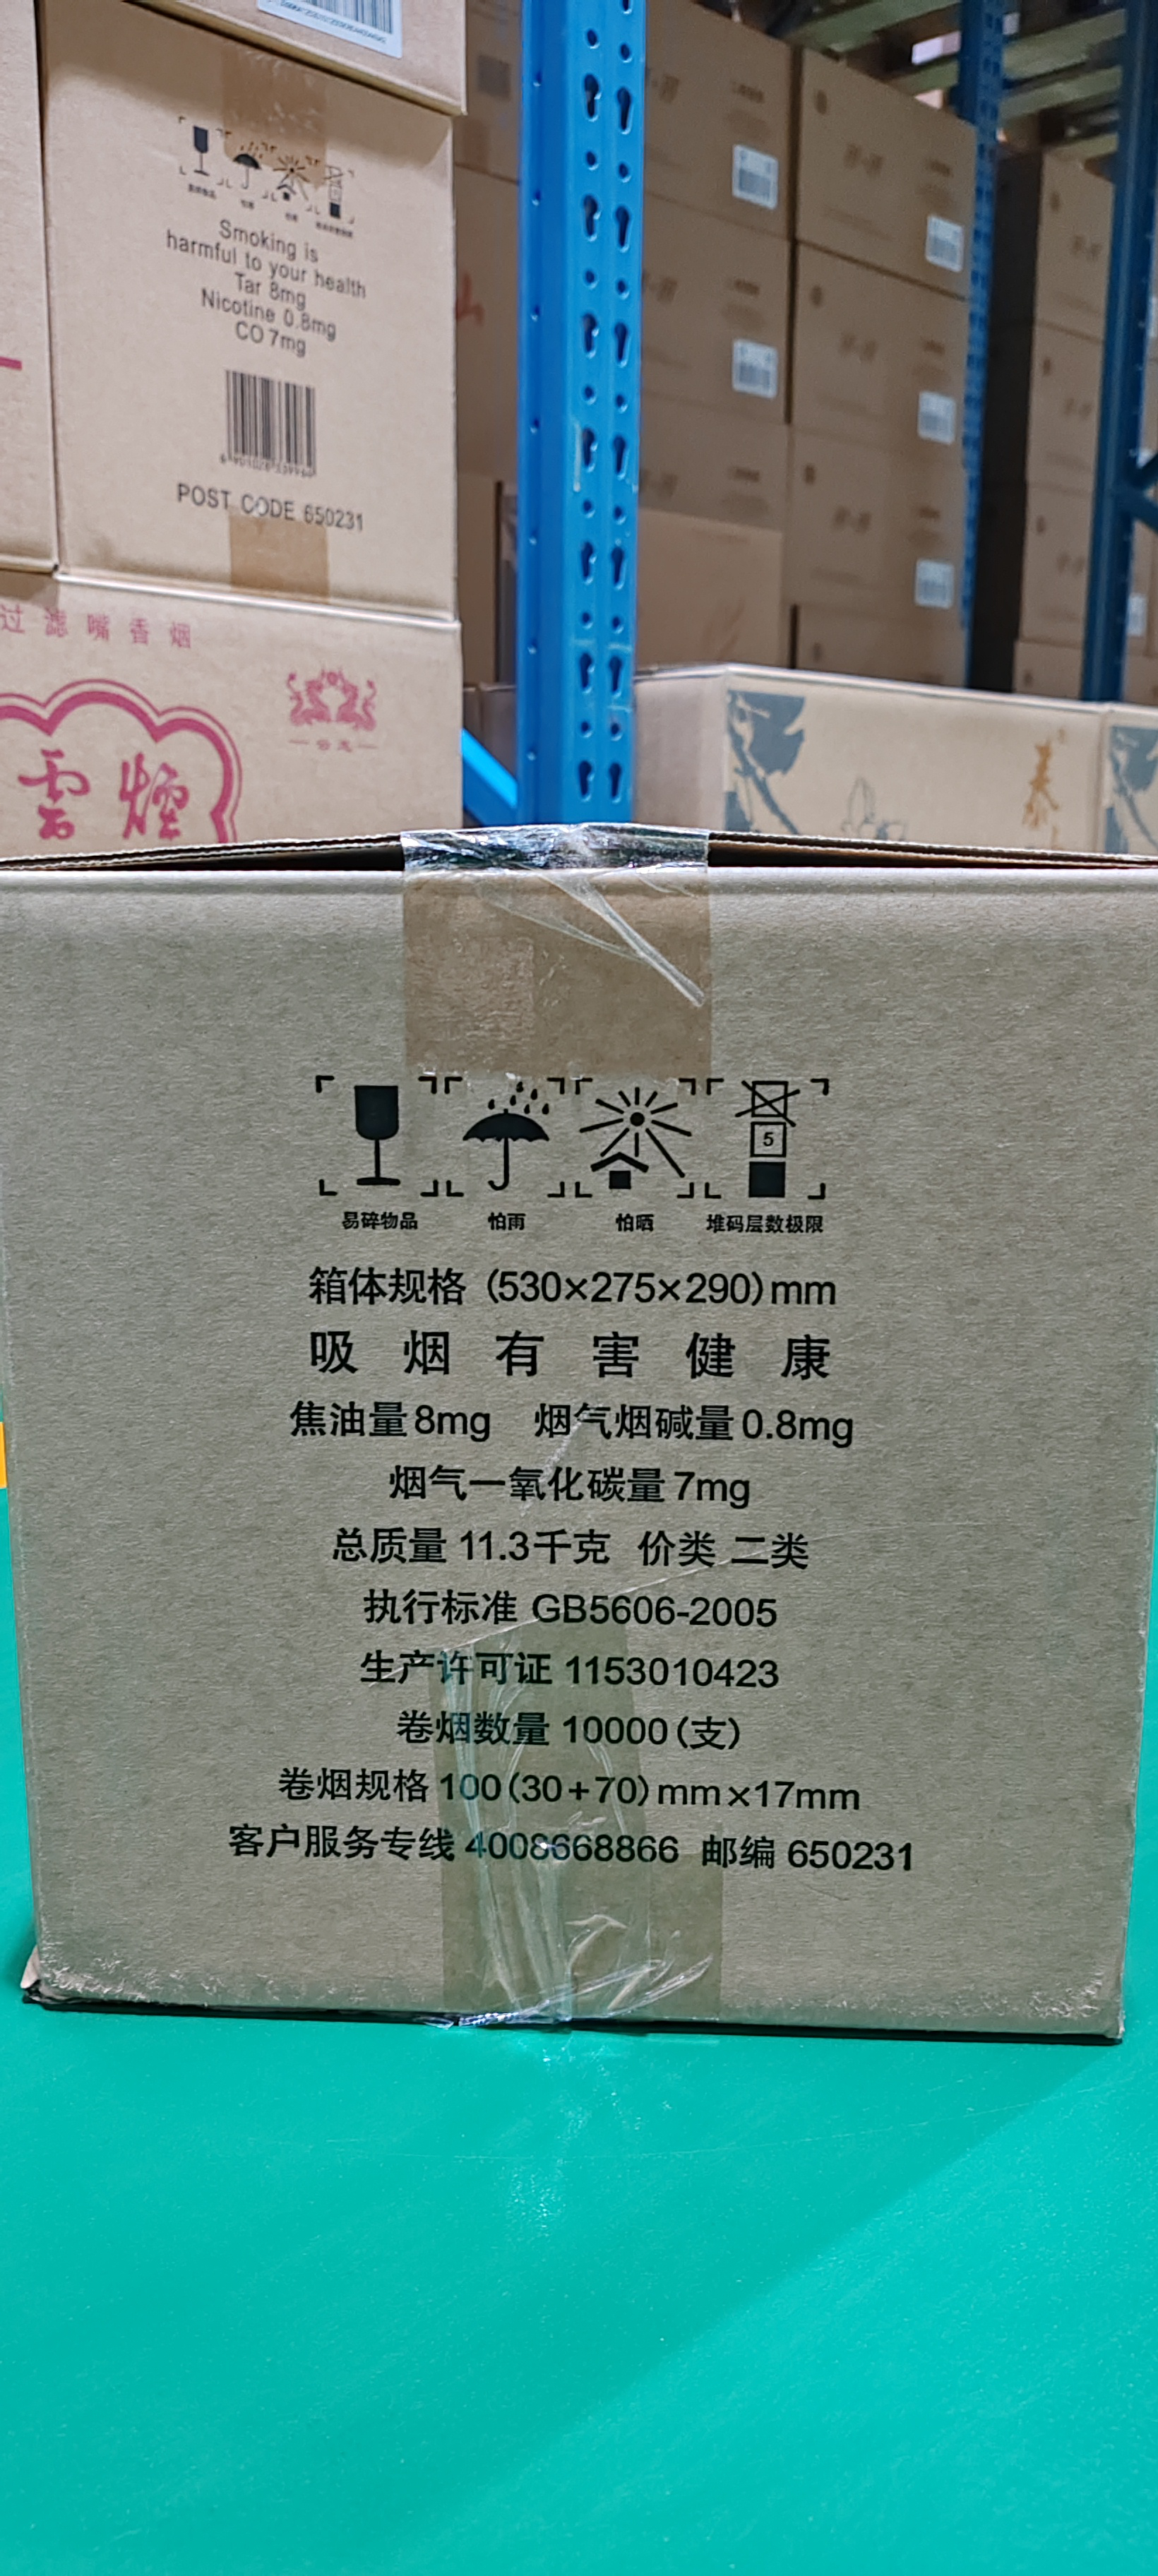 Smoking is
harmful to your health
Tar 8mg
Nicotine 0.8mg
CO 7mg
POST CODE 650231
过滤嘴香烟
雲煙
泰
5
易碎物品 怕雨 怕晒 堆码层数极限
箱体规格 (530×275×290)mm
吸烟有害健康
焦油量8mg 烟气烟碱量0.8mg
烟气一氧化碳量7mg
总质量 11.3千克 价类 二类
执行标准 GB5606-2005
生产许可证 1153010423
卷烟数量 10000(支)
卷烟规格 100(30+70)mm×17mm
客户服务专线 4008668866 邮编 650231